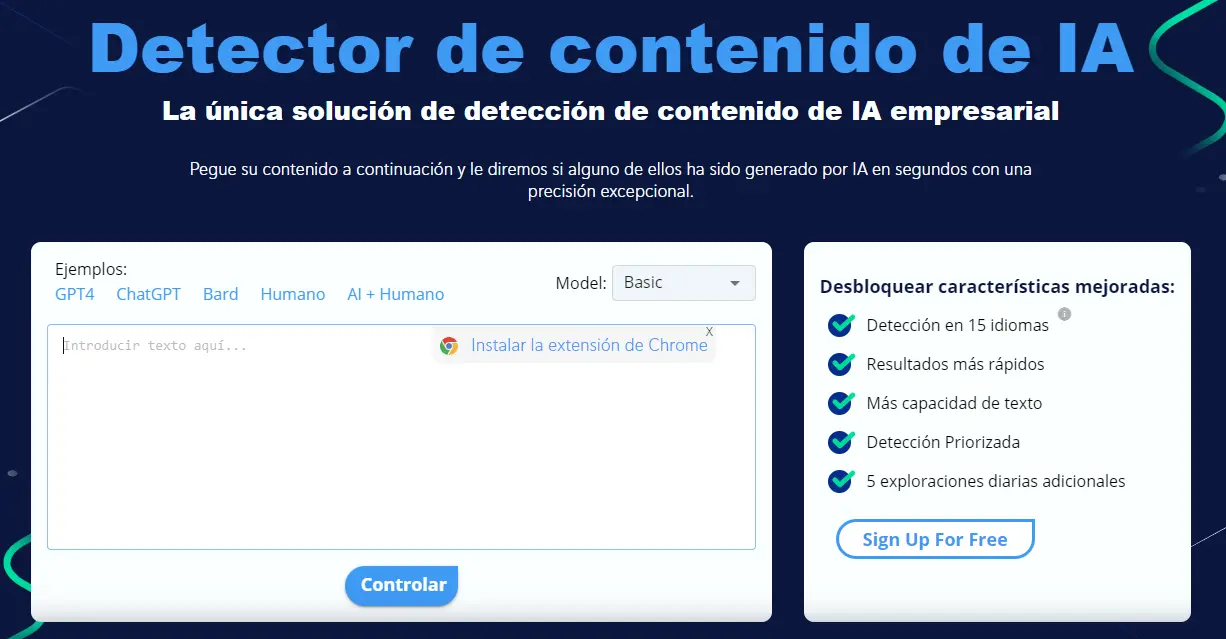 Detector de contenido de IA
La única solución de detección de contenido de IA empresarial
Pegue su contenido a continuación y le diremos si alguno de ellos ha sido generado por IA en segundos con una
precisión excepcional.
Ejemplos:
GPT4 ChatGPT Bard Humano AI + Humano
Model: Basic
Introducir texto aquí...
Instalar la extensión de Chrome X
Controlar
Desbloquear características mejoradas:
Detección en 15 idiomas i
Resultados más rápidos
Más capacidad de texto
Detección Priorizada
5 exploraciones diarias adicionales
Sign Up For Free